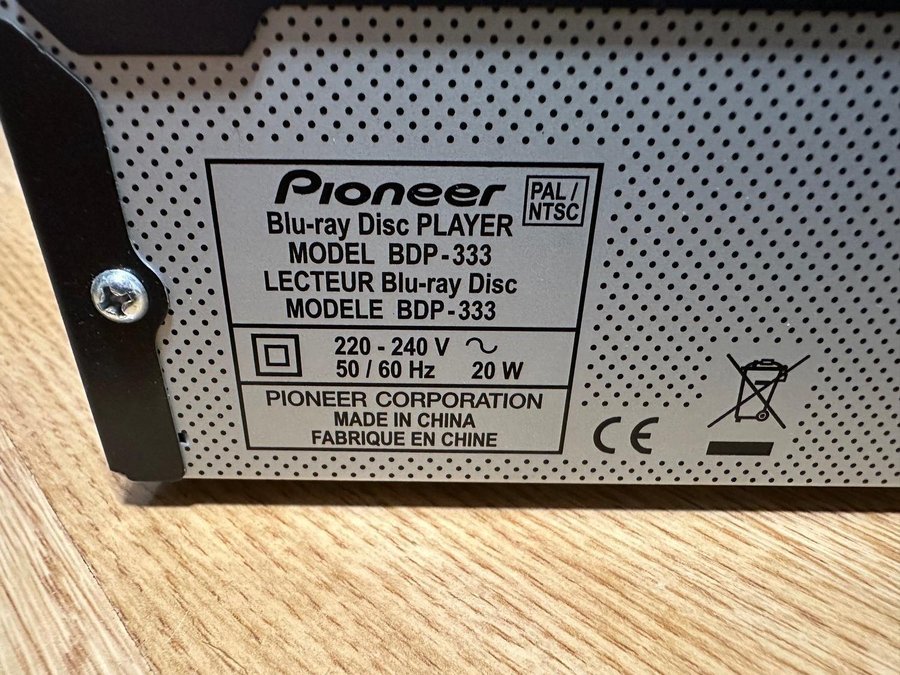 Pioneer
PAL /
NTSC
Blu-ray Disc PLAYER
MODEL BDP-333
LECTEUR Blu-ray Disc
MODELE BDP-333
220 - 240 V ~
50 / 60 Hz 20 W
PIONEER CORPORATION
MADE IN CHINA
FABRIQUE EN CHINE
CE